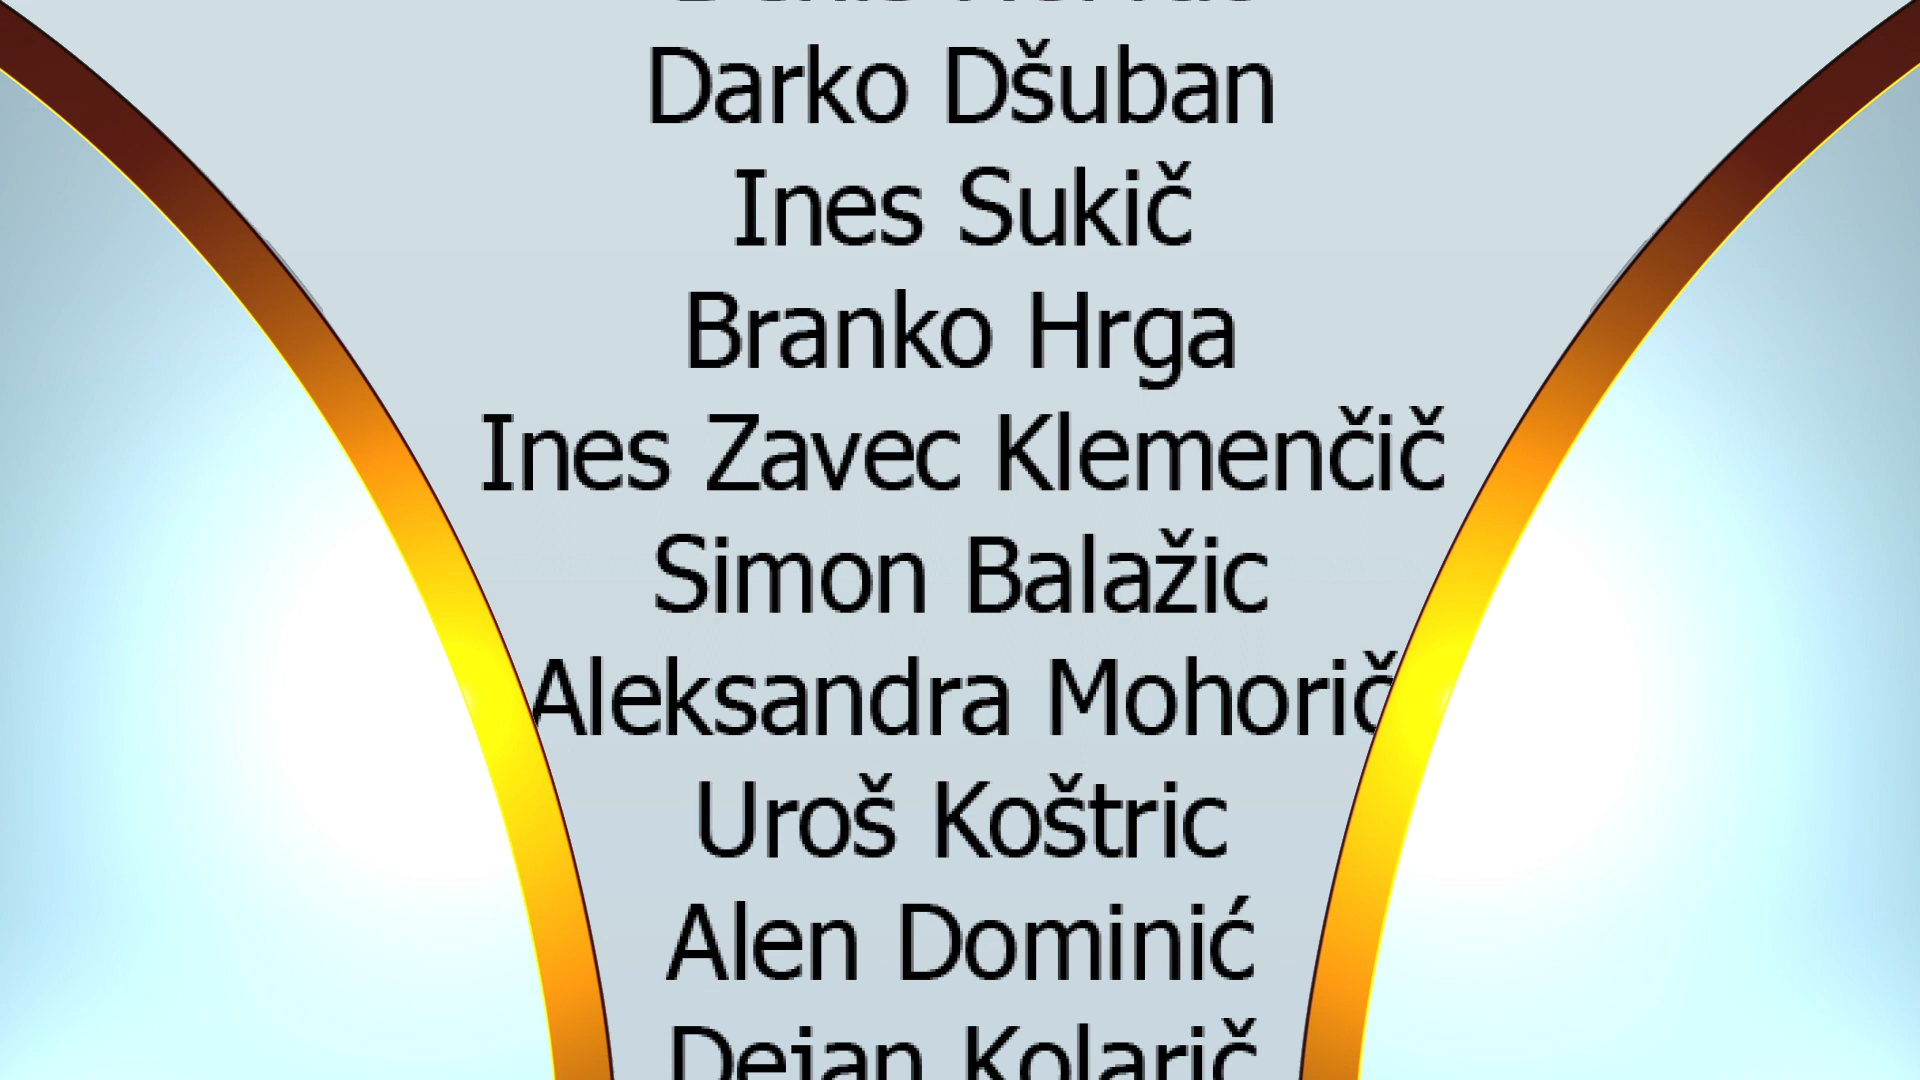 Darko Dšuban
Ines Sukič
Branko Hrga
Ines Zavec Klemenčič
Simon Balažic
Aleksandra Mohorič
Uroš Koštric
Alen Dominić
Dejan Kolarič